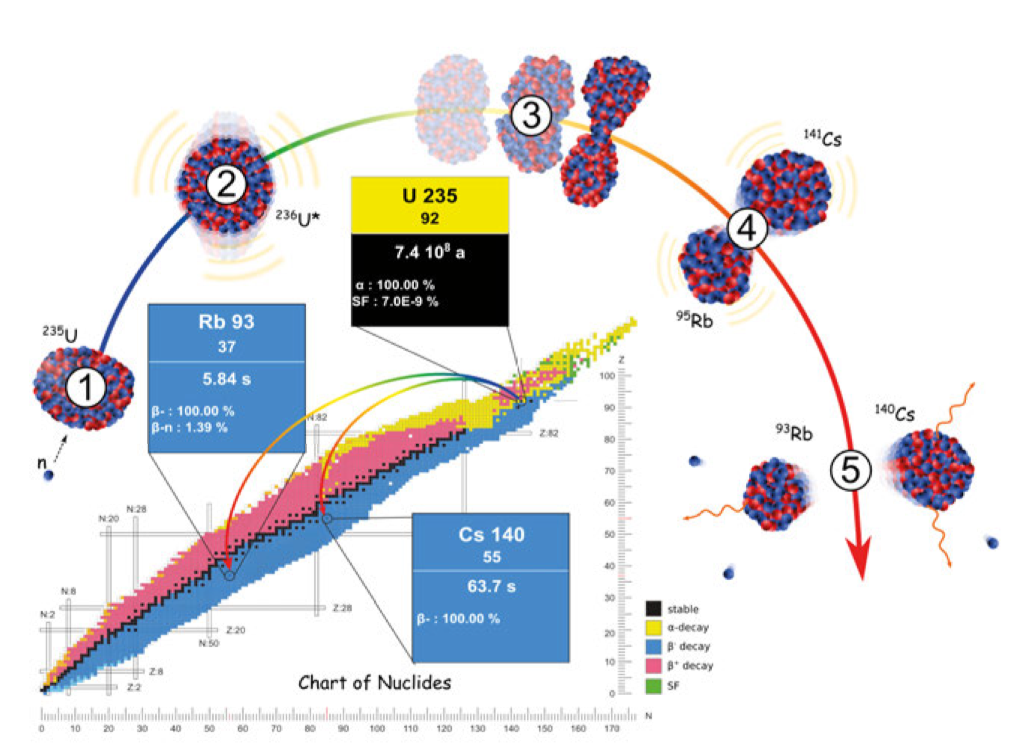 3
¹⁴¹Cs
2
²³⁶U*
U 235
92
7.4 10⁸ a
α : 100.00 %
SF : 7.0E-9 %
4
⁹⁵Rb
²³⁵U
1
n
Rb 93
37
5.84 s
β- : 100.00 %
β-n : 1.39 %
Z
100
90
80
70
60
50
40
30
20
10
0
N:82
Z:82
¹⁴⁰Cs
⁹³Rb
5
N:28
N:20
N:8
N:2
Z:28
Z:20
N:50
Z:8
Z:2
Cs 140
55
63.7 s
β- : 100.00 %
stable
α-decay
β⁻ decay
β⁺ decay
SF
Chart of Nuclides
0 10 20 30 40 50 60 70 80 90 100 110 120 130 140 150 160 170 N